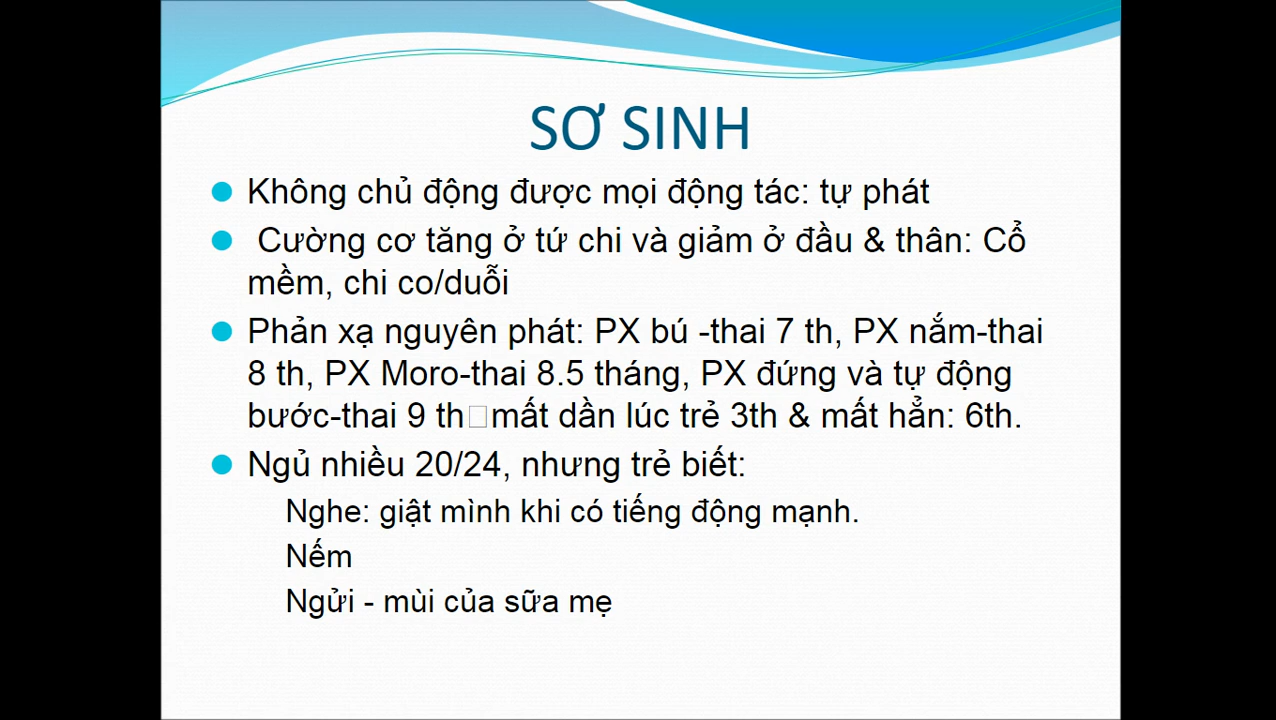 SƠ SINH
Không chủ động được mọi động tác: tự phát
Cường cơ tăng ở tứ chi và giảm ở đầu & thân: Cổ
mềm, chi co/duỗi
Phản xạ nguyên phát: PX bú -thai 7 th, PX nắm-thai
8 th, PX Moro-thai 8.5 tháng, PX đứng và tự động
bước-thai 9 th□mất dần lúc trẻ 3th & mất hẳn: 6th.
Ngủ nhiều 20/24, nhưng trẻ biết:
Nghe: giật mình khi có tiếng động mạnh.
Nếm
Ngửi - mùi của sữa mẹ